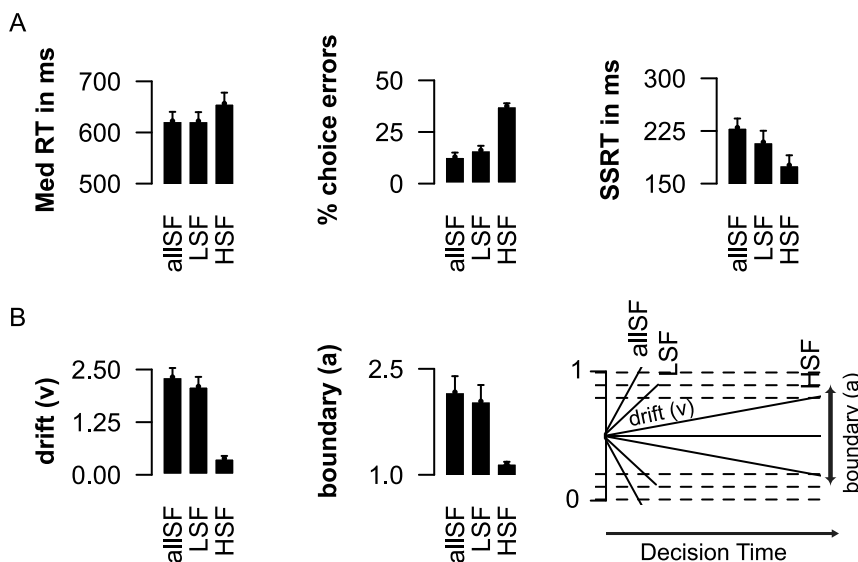 A
Med RT in ms
700
600
500
allSF
LSF
HSF
% choice errors
50
25
0
allSF
LSF
HSF
SSRT in ms
300
225
150
allSF
LSF
HSF
B
drift (v)
2.50
1.25
0.00
allSF
LSF
HSF
boundary (a)
2.5
1.0
allSF
LSF
HSF
1
0
allSF
LSF
HSF
drift (v)
boundary (a)
Decision Time